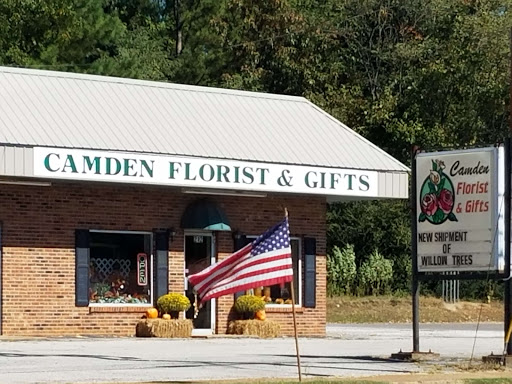 CAMDEN FLORIST & GIFTS
Camden
Florist
& Gifts
NEW SHIPMENT
OF
WILLOW TREES